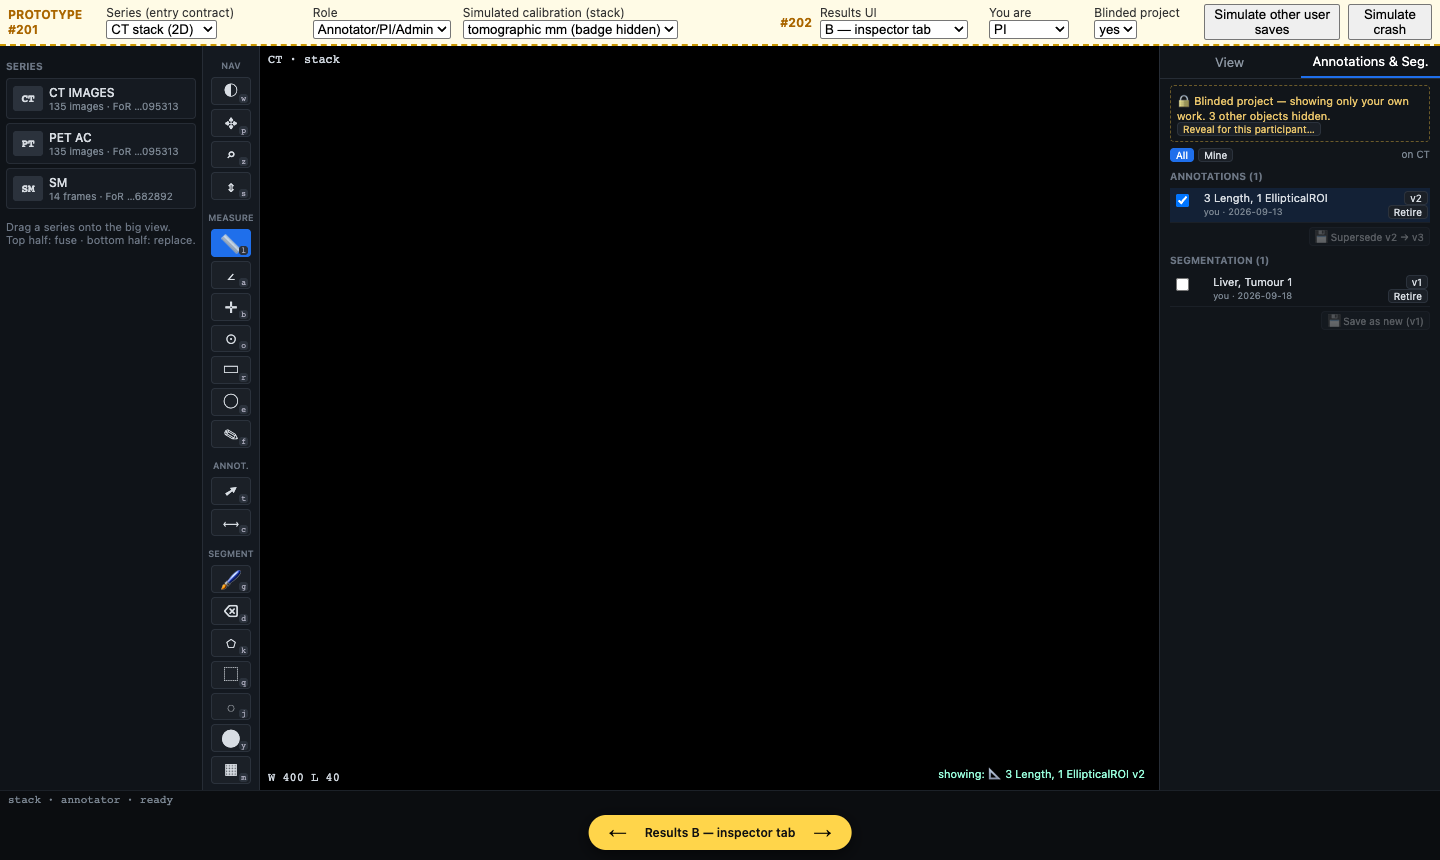 PROTOTYPE #201
Series (entry contract)
CT stack (2D)
Role
Annotator/PI/Admin
Simulated calibration (stack)
tomographic mm (badge hidden)
#202
Results UI
B — inspector tab
You are
PI
Blinded project
yes
Simulate other user saves
Simulate crash
SERIES
CT
CT IMAGES
135 images · FoR …095313
PT
PET AC
135 images · FoR …095313
SM
SM
14 frames · FoR …682892
Drag a series onto the big view.
Top half: fuse · bottom half: replace.
NAV
w
p
z
s
MEASURE
l
a
b
o
r
e
f
ANNOT.
t
c
SEGMENT
g
d
k
q
j
y
m
CT · stack
W 400 L 40
showing: 📐 3 Length, 1 EllipticalROI v2
View
Annotations & Seg.
🔒 Blinded project — showing only your own
work. 3 other objects hidden.
Reveal for this participant…
All
Mine
on CT
ANNOTATIONS (1)
3 Length, 1 EllipticalROI
v2
you · 2026-09-13
Retire
💾 Supersede v2 → v3
SEGMENTATION (1)
Liver, Tumour 1
v1
you · 2026-09-18
Retire
💾 Save as new (v1)
stack · annotator · ready
← Results B — inspector tab →